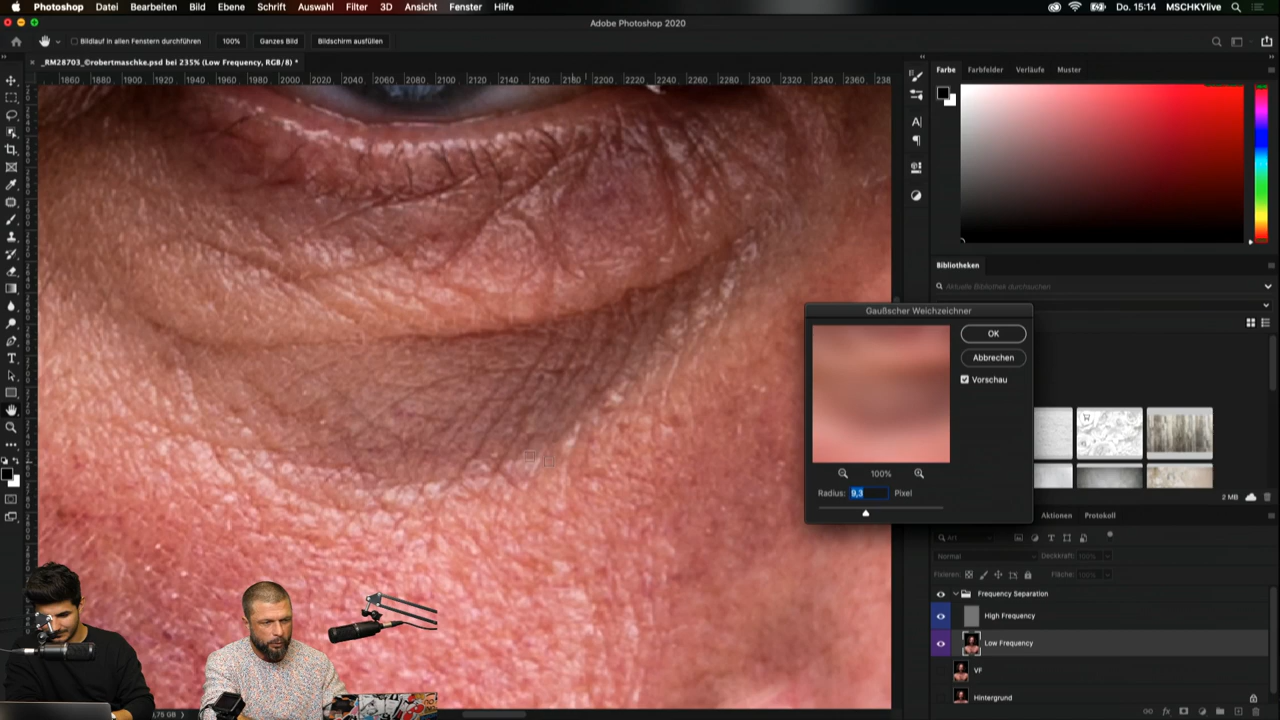 Photoshop Datei Bearbeiten Bild Ebene Schrift Auswahl Filter 3D Ansicht Fenster Hilfe Do. 15:14 MSCHKYlive
Adobe Photoshop 2020
Bildlauf in allen Fenstern durchführen 100% Ganzes Bild Bildschirm ausfüllen
_RM28703_©robertmaschke.psd bei 235% (Low Frequency, RGB/8) *
1860 1880 1900 1920 1940 1960 1980 2000 2020 2040 2060 2080 2100 2120 2140 2160 2180 2200 2220 2240 2260 2280 2300 2320 2340 2360 238
Farbe Farbfelder Verläufe Muster
Bibliotheken
Aktuelle Bibliothek durchsuchen
Gaußscher Weichzeichner
OK
Abbrechen
Vorschau
100%
Radius: 9,3 Pixel
2 MB
Aktionen Protokoll
Art
Normal Deckkraft: 100%
Fixieren: Fläche: 100%
Frequency Separation
High Frequency
Low Frequency
VF
Hintergrund